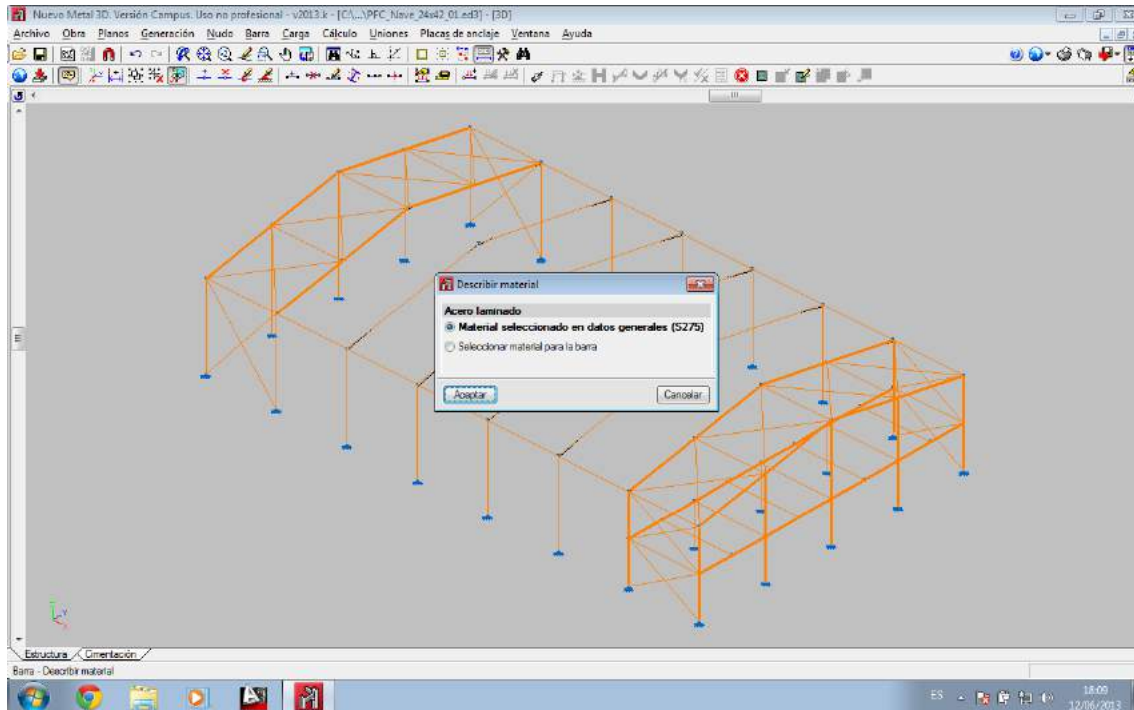 Nuevo Metal 3D. Versión Campus. Uso no profesional - v2013.k - [C:\...\PFC_Nave_24x42_01.ed3] - [3D]
Archivo Obra Planos Generación Nudo Barra Carga Cálculo Uniones Placas de anclaje Ventana Ayuda
Describir material
Acero laminado
Material seleccionado en datos generales (S275)
Seleccionar material para la barra
Aceptar Cancelar
Estructura Cimentación
Barra - Describir material
ES 18:09
12/06/2013